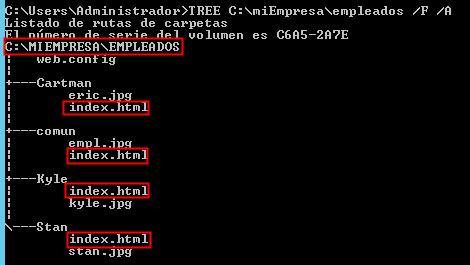 C:\Users\Administrador>TREE C:\miEmpresa\empleados /F /A
Listado de rutas de carpetas
El número de serie del volumen es C6A5-2A7E
C:\MIEMPRESA\EMPLEADOS
|   web.config
|
+---Cartman
|       eric.jpg
|       index.html
|
+---comun
|       empl.jpg
|       index.html
|
+---Kyle
|       index.html
|       kyle.jpg
|
\---Stan
        index.html
        stan.jpg